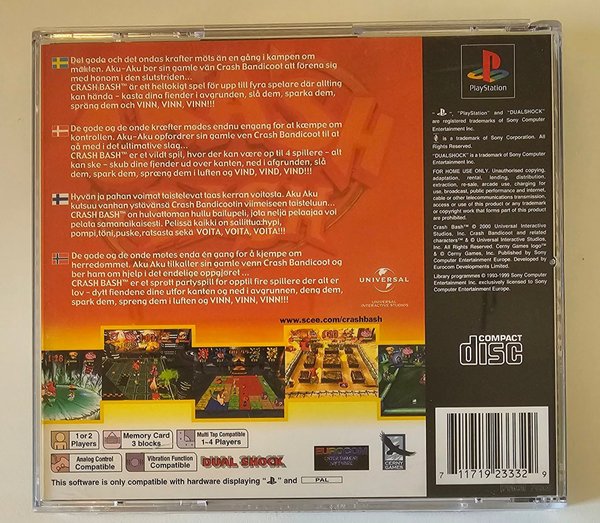 Det goda och det ondas krafter möts än en gång i kampen om
makten. Aku-Aku ber sin gamle vän Crash Bandicoot att förena sig
med honom i den slutstriden...
CRASH BASH™ är ett heltokigt spel för upp till fyra spelare där allting
kan hända - kasta dina fiender i avgrunden, slå dem, sparka dem,
spräng dem och VINN, VINN, VINN!!!
De gode og de onde kræfter mødes endnu engang for at kæmpe om
kontrollen. Aku-Aku opfordrer sin gamle ven Crash Bandicoot til at
gå med i det ultimative slag...
CRASH BASH™ er et vildt spil, hvor der kan være op til 4 spillere - alt
kan ske - skub dine fiender ud over kanten, ned i afgrunden, slå
dem, spark dem, spræng dem i luften og VIND, VIND, VIND!!!
Hyvän ja pahan voimat taistelevat taas kerran voitosta. Aku Aku
kutsuu vanhan ystävänsä Crash Bandicootin viimeiseen taisteluun...
CRASH BASH™ on hulvattoman hullu bailupeli, jota neljä pelaajaa voi
pelata samanaikaisesti. Pelissä kaikki on sallittua:hypi,
pompi,töni,puske,ratsasta sekä VOITA, VOITA, VOITA!!!
De gode og onde møtes enda en gang for å kjempe om
herredømmet. Aku Aku tilkaller sin gamle venn Crash Bandicoot og
ber ham om hjelp i det endelige oppgjøret ...
CRASH BASH™ er et sprøtt partyspill for opptil fire spillere der alt er
lov - dytt fiendene dine utfor kanten og ned i avgrunnen, deng dem,
spark dem, spreng dem i luften og VINN, VINN, VINN!!!
UNIVERSAL
UNIVERSAL
INTERACTIVE STUDIOS
www.scee.com/crashbash
PlayStation
"PlayStation" and "DUALSHOCK"
are registered trademarks of Sony Computer
Entertainment Inc.
is a trademark of Sony Corporation. All
Rights Reserved.
"DUALSHOCK" is a trademark of Sony Computer
Entertainment Inc.
FOR HOME USE ONLY. Unauthorised copying,
adaptation, rental, lending, distribution,
extraction, re-sale, arcade use, charging for
use, broadcast, public performance and internet,
cable or other telecommunications transmission,
access or use of this product or any trademark
or copyright work that forms part of this product
are prohibited.
Crash Bash™ © 2000 Universal Interactive
Studios, Inc. Crash Bandicoot and related
characters™ & © Universal Interactive Studios,
Inc. All Rights Reserved. Cerny Games logo™
& © Cerny Games, Inc. Published by Sony
Computer Entertainment Europe. Developed by
Eurocom Developments Limited.
Library programmes © 1993-1999 Sony Computer
Entertainment Inc. exclusively licensed to Sony
Computer Entertainment Europe.
COMPACT
disc
1 or 2
Players
Memory Card
3 blocks
Multi Tap Compatible
1-4 Players
Analog Control
Compatible
Vibration Function
Compatible
DUAL SHOCK
EUROCOM
ENTERTAINMENT
SOFTWARE
CERNY
GAMES
This software is only compatible with hardware displaying " " and PAL
7 11719 23332 9